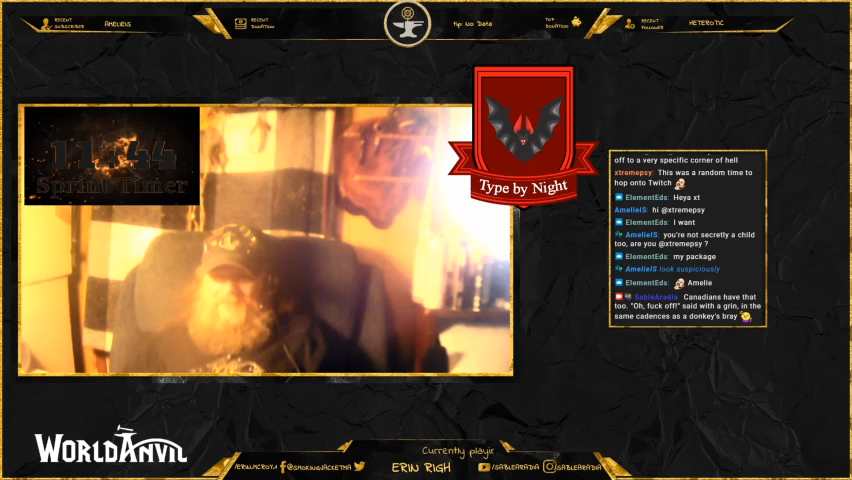 RECENT
SUBSCRIBER
AMELIEIS
RECENT
DONATION
Tip: No Data
TOP
DONATION
RECENT
FOLLOWER
HETEROTIC
11:44
Sprint Timer
Type by Night
off to a very specific corner of hell
xtremepsy: This was a random time to
hop onto Twitch
ElementEds: Heya xt
AmelieIS: hi @xtremepsy
ElementEds: I want
AmelieIS: you're not secretly a child
too, are you @xtremepsy ?
ElementEds: my package
AmelieIS look suspiciously
ElementEds: Amelie
SableAradia: Canadians have that
too. "Oh, fuck off!" said with a grin, in the
same cadences as a donkey's bray
WORLDANVIL
Currently playir
/ERIN.MCROY.1
@SMOKINGJACKETMA
ERIN RIGH
/SABLEARADIA
/SABLEARADIA